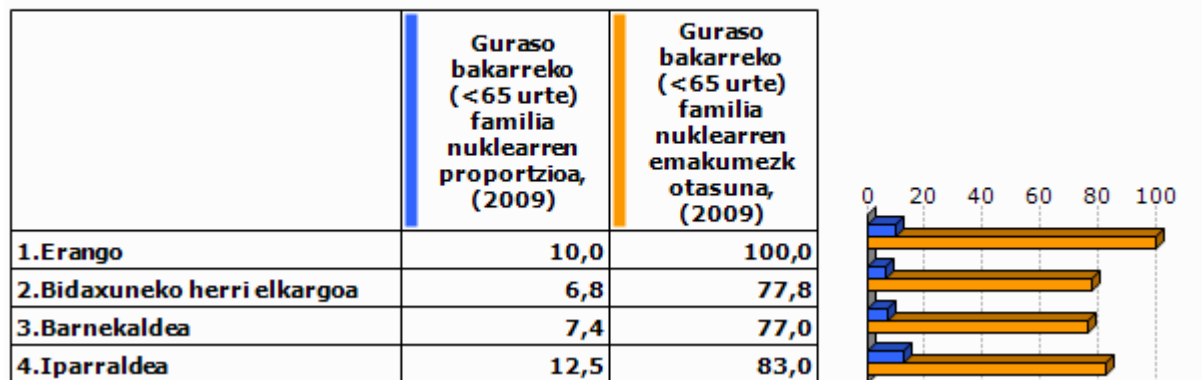 Guraso
bakarreko
(<65 urte)
familia
nuklearren
proportzioa,
(2009)
Guraso
bakarreko
(<65 urte)
familia
nuklearren
emakumezk
otasuna,
(2009)
0 20 40 60 80 100
1.Erango 10,0 100,0
2.Bidaxuneko herri elkargoa 6,8 77,8
3.Barnekaldea 7,4 77,0
4.Iparraldea 12,5 83,0